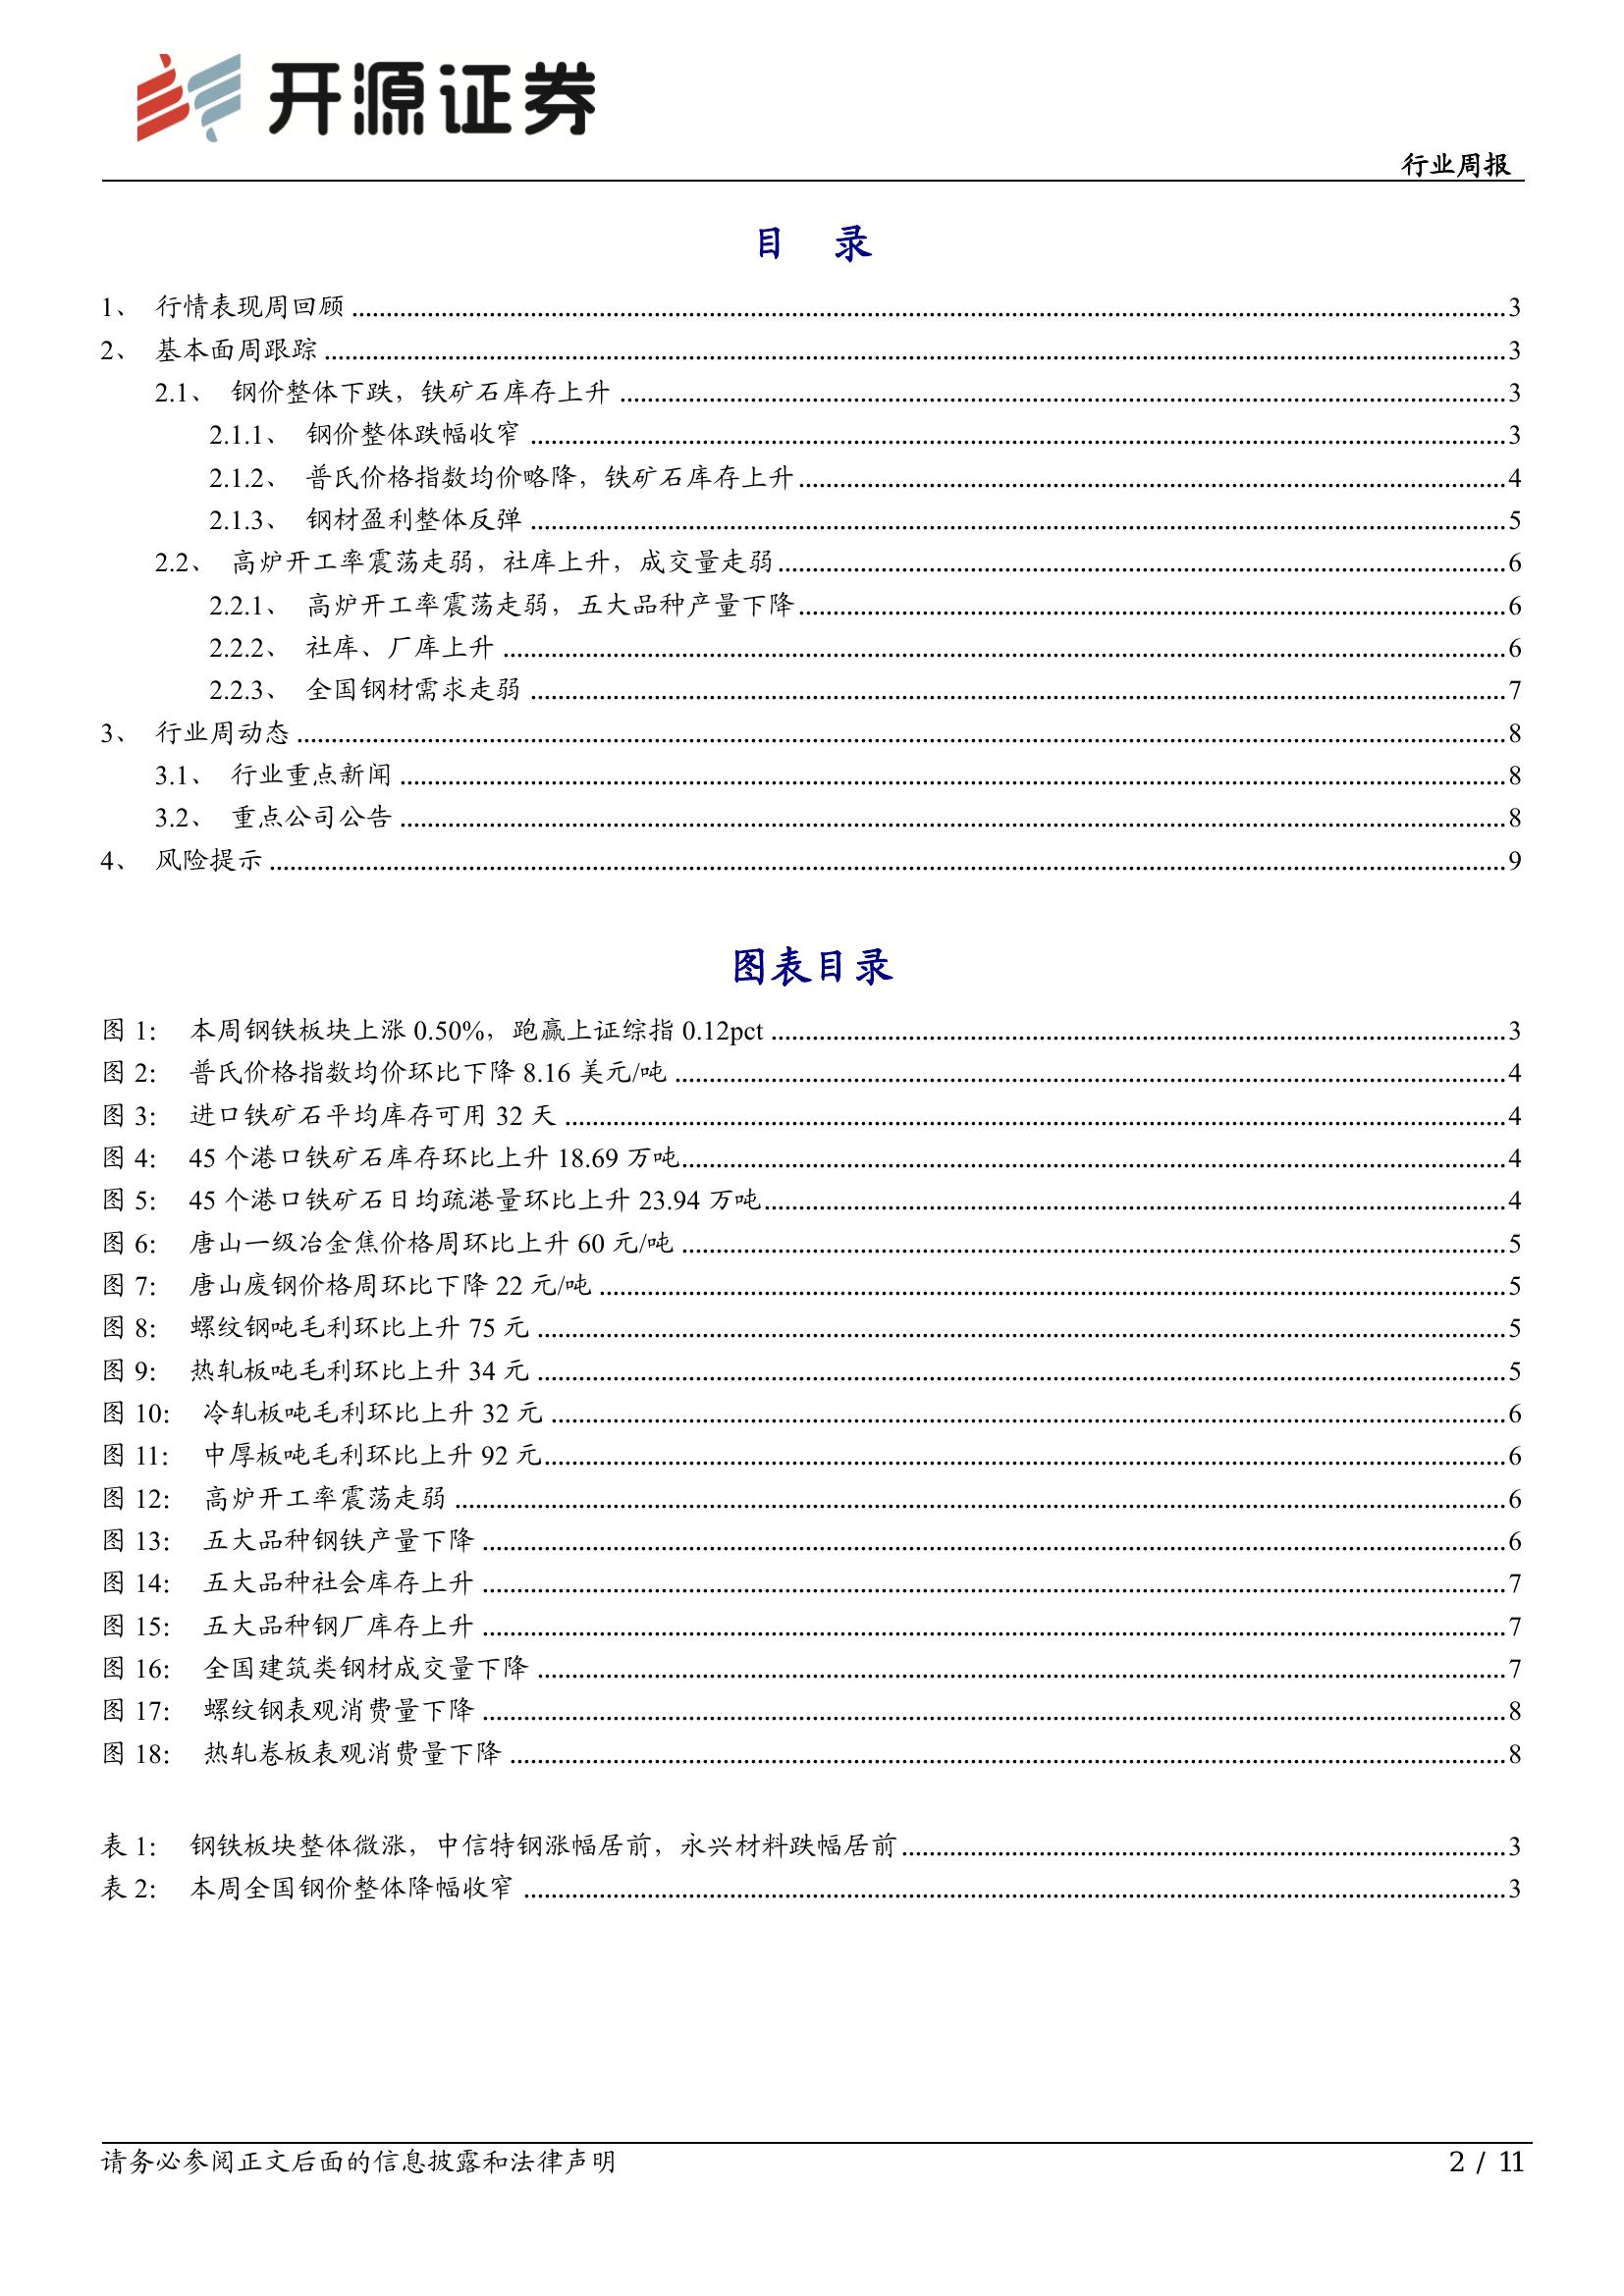 开源证券
行业周报
目 录
1、 行情表现周回顾 ........ 3
2、 基本面周跟踪 ........ 3
2.1、 钢价整体下跌，铁矿石库存上升 ........ 3
2.1.1、 钢价整体跌幅收窄 ........ 3
2.1.2、 普氏价格指数均价略降，铁矿石库存上升 ........ 4
2.1.3、 钢材盈利整体反弹 ........ 5
2.2、 高炉开工率震荡走弱，社库上升，成交量走弱 ........ 6
2.2.1、 高炉开工率震荡走弱，五大品种产量下降 ........ 6
2.2.2、 社库、厂库上升 ........ 6
2.2.3、 全国钢材需求走弱 ........ 7
3、 行业周动态 ........ 8
3.1、 行业重点新闻 ........ 8
3.2、 重点公司公告 ........ 8
4、 风险提示 ........ 9
图表目录
图 1： 本周钢铁板块上涨 0.50%，跑赢上证综指 0.12pct ........ 3
图 2： 普氏价格指数均价环比下降 8.16 美元/吨 ........ 4
图 3： 进口铁矿石平均库存可用 32 天 ........ 4
图 4： 45 个港口铁矿石库存环比上升 18.69 万吨 ........ 4
图 5： 45 个港口铁矿石日均疏港量环比上升 23.94 万吨 ........ 4
图 6： 唐山一级冶金焦价格周环比上升 60 元/吨 ........ 5
图 7： 唐山废钢价格周环比下降 22 元/吨 ........ 5
图 8： 螺纹钢吨毛利环比上升 75 元 ........ 5
图 9： 热轧板吨毛利环比上升 34 元 ........ 5
图 10： 冷轧板吨毛利环比上升 32 元 ........ 6
图 11： 中厚板吨毛利环比上升 92 元 ........ 6
图 12： 高炉开工率震荡走弱 ........ 6
图 13： 五大品种钢铁产量下降 ........ 6
图 14： 五大品种社会库存上升 ........ 7
图 15： 五大品种钢厂库存上升 ........ 7
图 16： 全国建筑类钢材成交量下降 ........ 7
图 17： 螺纹钢表观消费量下降 ........ 8
图 18： 热轧卷板表观消费量下降 ........ 8
表 1： 钢铁板块整体微涨，中信特钢涨幅居前，永兴材料跌幅居前 ........ 3
表 2： 本周全国钢价整体降幅收窄 ........ 3
请务必参阅正文后面的信息披露和法律声明
2 / 11